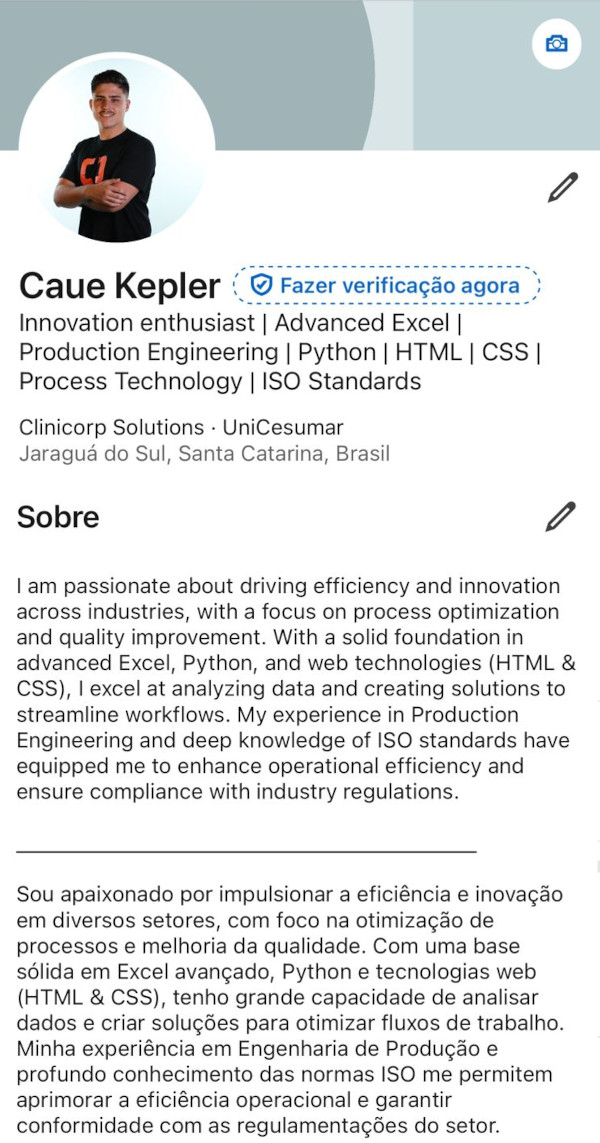 C1
Caue Kepler
Fazer verificação agora
Innovation enthusiast | Advanced Excel |
Production Engineering | Python | HTML | CSS |
Process Technology | ISO Standards
Clinicorp Solutions · UniCesumar
Jaraguá do Sul, Santa Catarina, Brasil
Sobre
I am passionate about driving efficiency and innovation
across industries, with a focus on process optimization
and quality improvement. With a solid foundation in
advanced Excel, Python, and web technologies (HTML &
CSS), I excel at analyzing data and creating solutions to
streamline workflows. My experience in Production
Engineering and deep knowledge of ISO standards have
equipped me to enhance operational efficiency and
ensure compliance with industry regulations.
Sou apaixonado por impulsionar a eficiência e inovação
em diversos setores, com foco na otimização de
processos e melhoria da qualidade. Com uma base
sólida em Excel avançado, Python e tecnologias web
(HTML & CSS), tenho grande capacidade de analisar
dados e criar soluções para otimizar fluxos de trabalho.
Minha experiência em Engenharia de Produção e
profundo conhecimento das normas ISO me permitem
aprimorar a eficiência operacional e garantir
conformidade com as regulamentações do setor.